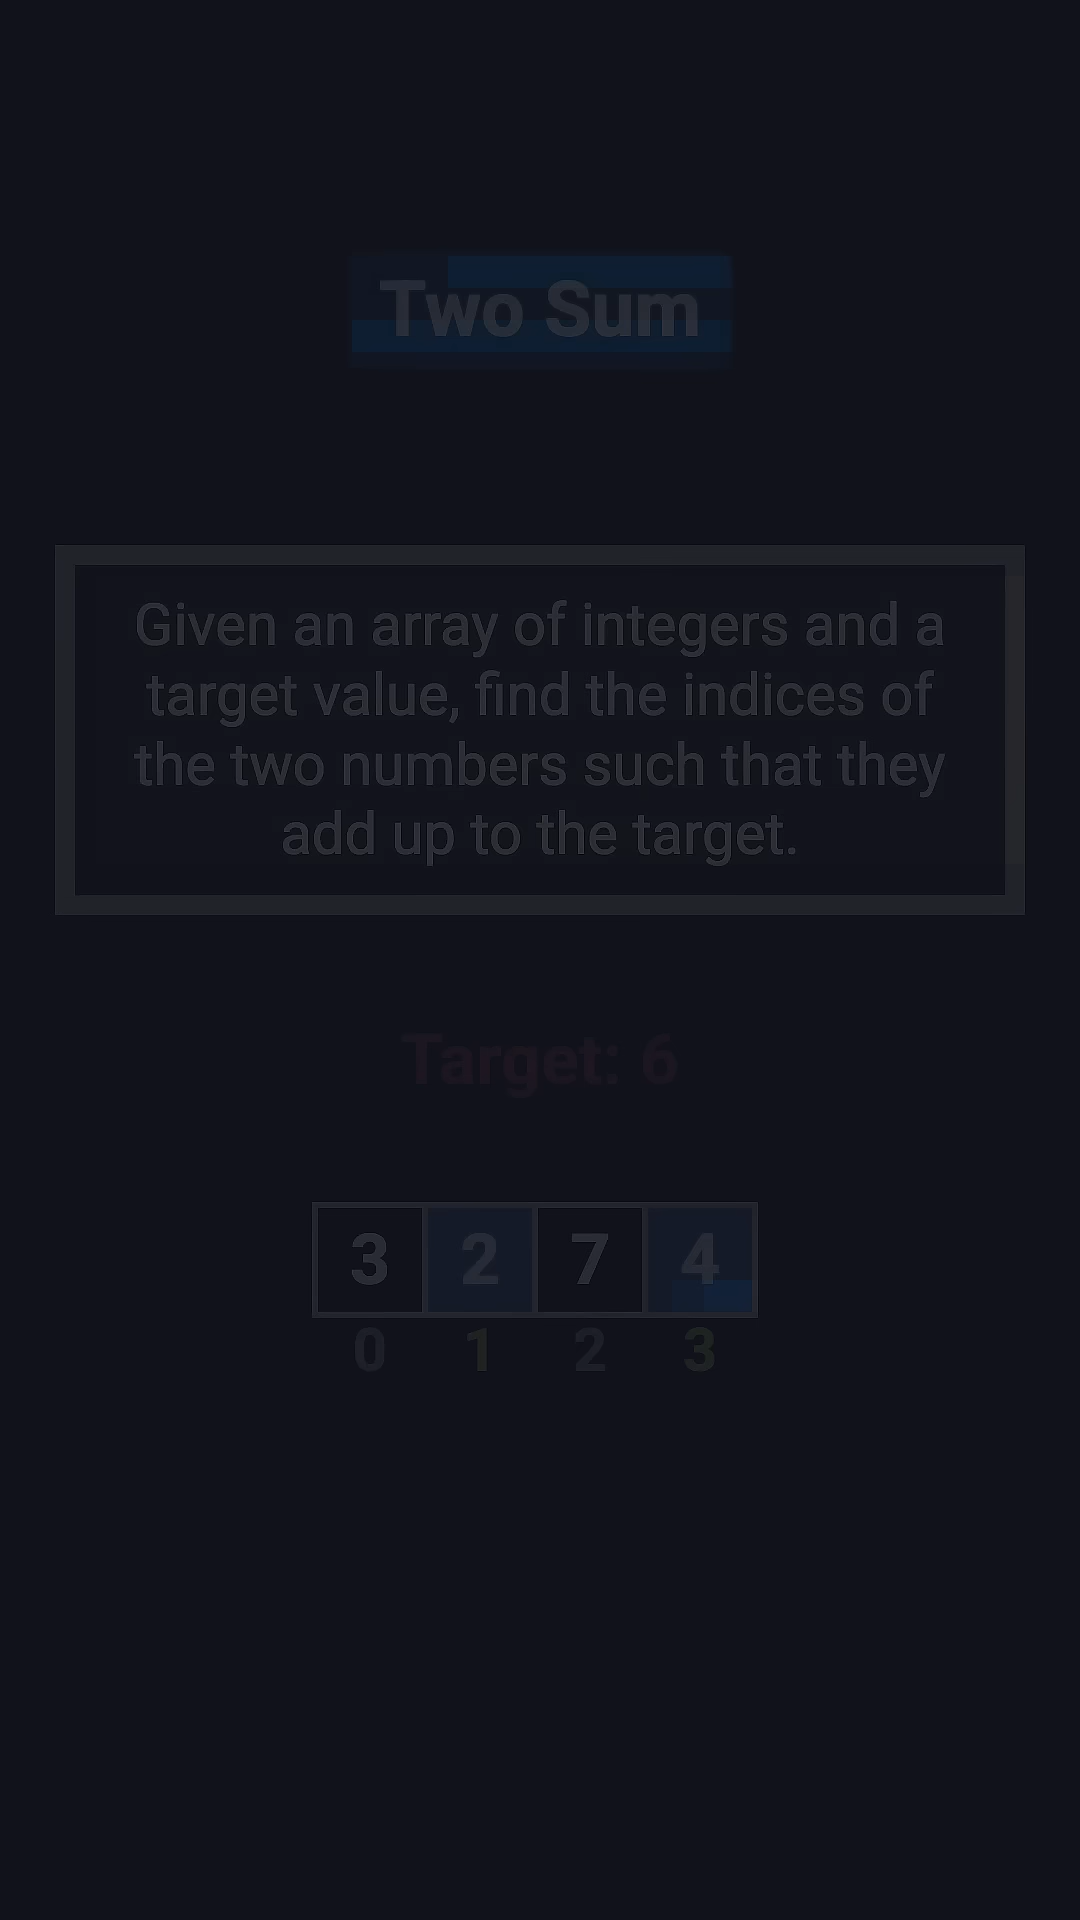 Two Sum
Given an array of integers and a
target value, find the indices of
the two numbers such that they
add up to the target.
Target: 6
3 2 7 4
0 1 2 3